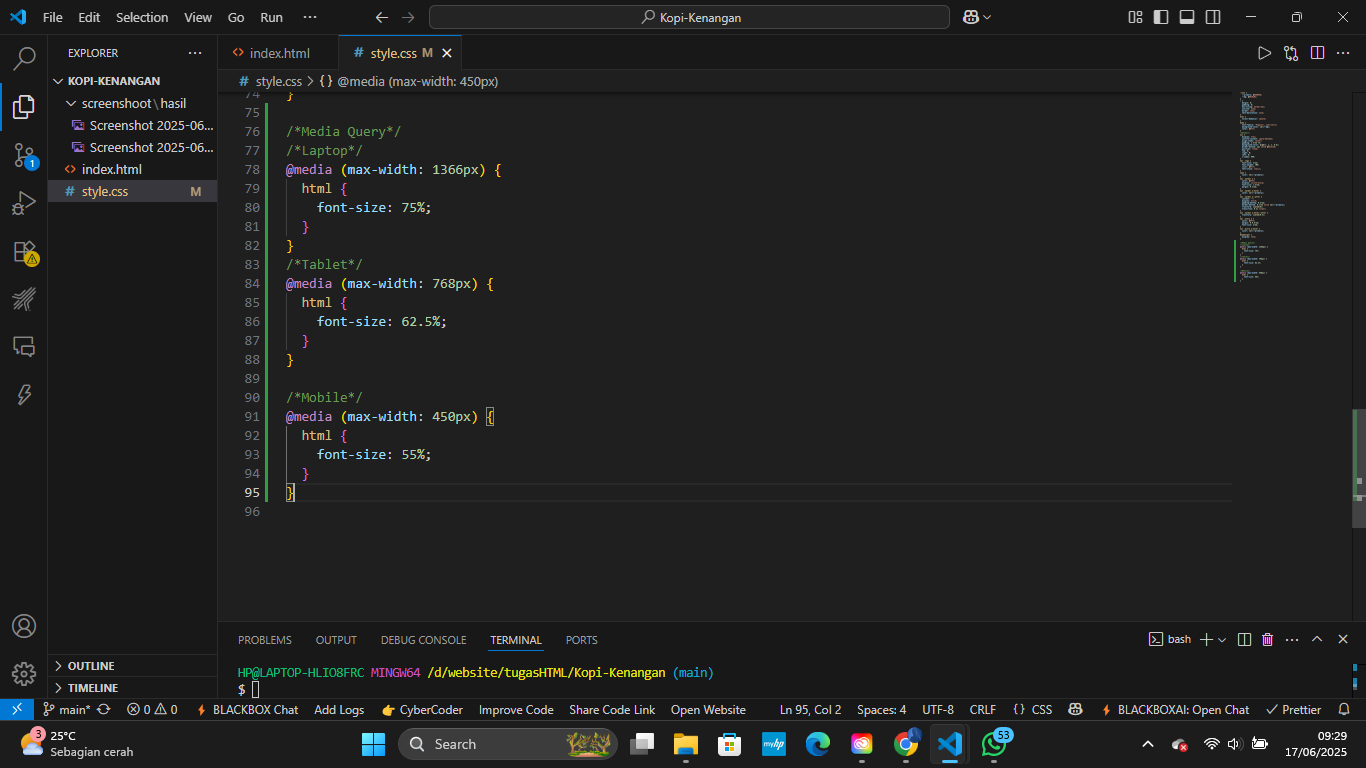 File Edit Selection View Go Run ··· Kopi-Kenangan
EXPLORER ···
KOPI-KENANGAN
screenshoot \ hasil
Screenshot 2025-06...
Screenshot 2025-06...
index.html
style.css M
OUTLINE
TIMELINE
index.html # style.css M
# style.css > {} @media (max-width: 450px)
74 }
75
76 /*Media Query*/
77 /*Laptop*/
78 @media (max-width: 1366px) {
79 html {
80 font-size: 75%;
81 }
82 }
83 /*Tablet*/
84 @media (max-width: 768px) {
85 html {
86 font-size: 62.5%;
87 }
88 }
89
90 /*Mobile*/
91 @media (max-width: 450px) {
92 html {
93 font-size: 55%;
94 }
95 }
96
PROBLEMS OUTPUT DEBUG CONSOLE TERMINAL PORTS bash
HP@LAPTOP-HLIO8FRC MINGW64 /d/website/tugasHTML/Kopi-Kenangan (main)
$
1
main* 0 0 BLACKBOX Chat Add Logs CyberCoder Improve Code Share Code Link Open Website Ln 95, Col 2 Spaces: 4 UTF-8 CRLF {} CSS BLACKBOXAI: Open Chat Prettier
3 25°C
Sebagian cerah
Search
myhp
53
09:29
17/06/2025